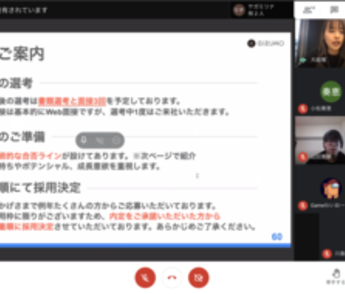 有されています
ご案内
の選考
後の選考は書類選考と面接3回を予定しております。
接は基本的にWeb面接ですが、選考中1度はご来社いただきます。
のご準備
的な合否ラインが設けてあります。※次ページで紹介
持ちやポテンシャル、成長意欲を重視します。
順にて採用決定
かげさまで例年たくさんの方からご応募いただいております。
用枠に限りがございますため、内定をご承諾いただいた方から
着順に採用決定させていただいております。あらかじめご了承ください。
60